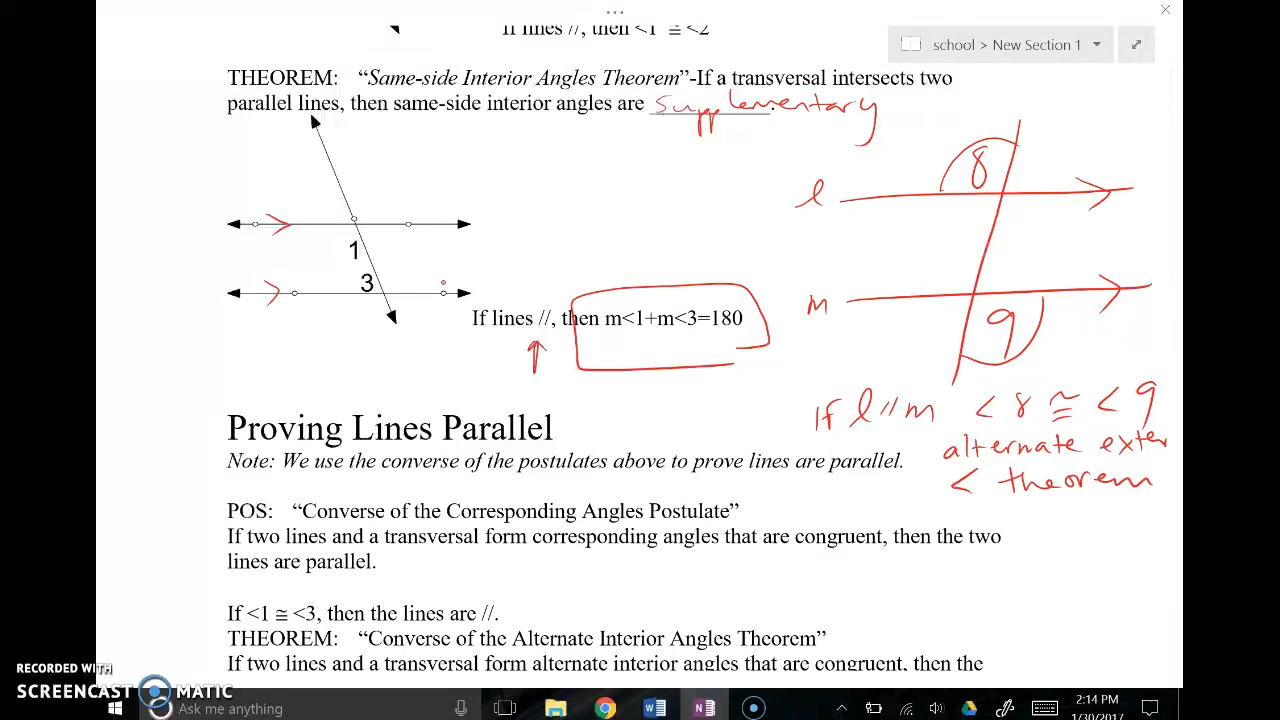 If lines //, then <1 ≅ <2
school > New Section 1
THEOREM: “Same-side Interior Angles Theorem”-If a transversal intersects two
parallel lines, then same-side interior angles are supplementary.
8
l
1
3
m
9
If lines //, then m<1+m<3=180
If l // m < 8 ≅ < 9
alternate exter
< theorem
Proving Lines Parallel
Note: We use the converse of the postulates above to prove lines are parallel.
POS: “Converse of the Corresponding Angles Postulate”
If two lines and a transversal form corresponding angles that are congruent, then the two
lines are parallel.
If <1 ≅ <3, then the lines are //.
THEOREM: “Converse of the Alternate Interior Angles Theorem”
If two lines and a transversal form alternate interior angles that are congruent, then the
RECORDED WITH
SCREENCAST MATIC
Ask me anything
2:14 PM
1/30/2017